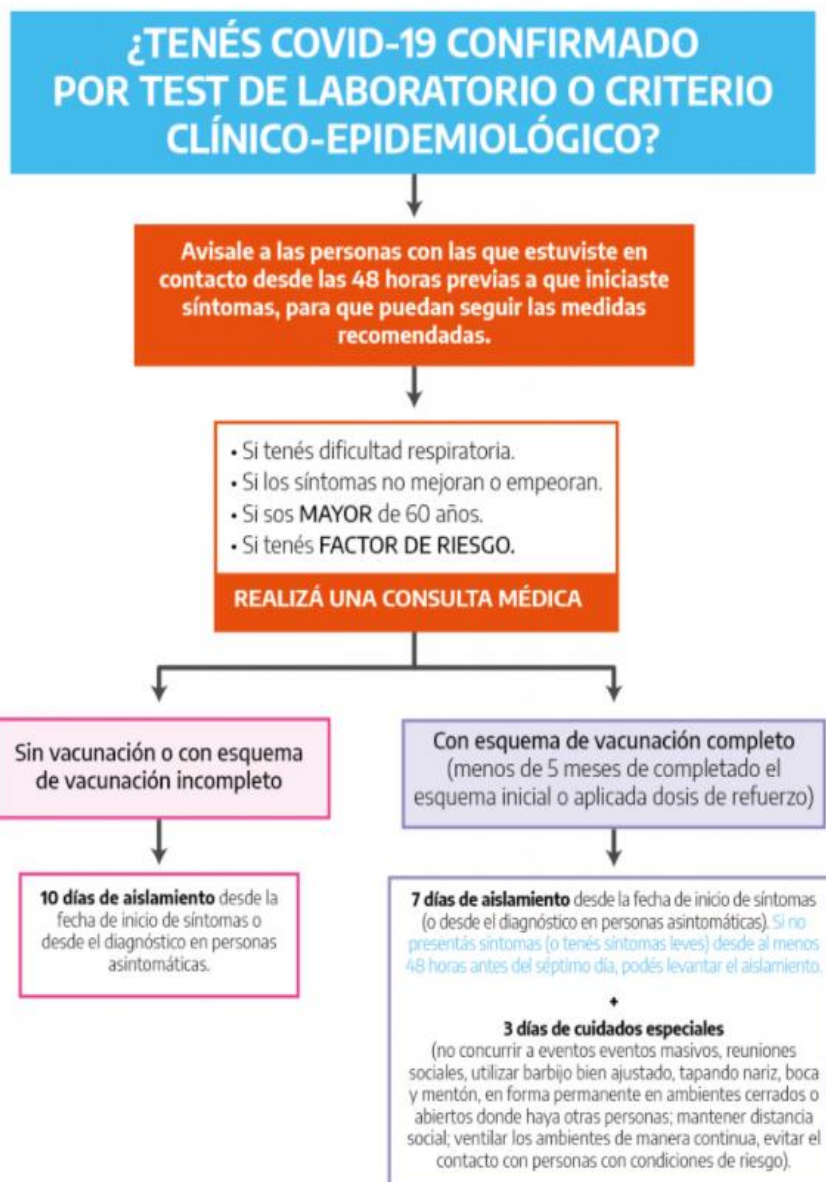 ¿TENÉS COVID-19 CONFIRMADO
POR TEST DE LABORATORIO O CRITERIO
CLÍNICO-EPIDEMIOLÓGICO?
Avisale a las personas con las que estuviste en
contacto desde las 48 horas previas a que iniciaste
síntomas, para que puedan seguir las medidas
recomendadas.
• Si tenés dificultad respiratoria.
• Si los síntomas no mejoran o empeoran.
• Si sos MAYOR de 60 años.
• Si tenés FACTOR DE RIESGO.
REALIZÁ UNA CONSULTA MÉDICA
Sin vacunación o con esquema
de vacunación incompleto
10 días de aislamiento desde la
fecha de inicio de síntomas o
desde el diagnóstico en personas
asintomáticas.
Con esquema de vacunación completo
(menos de 5 meses de completado el
esquema inicial o aplicada dosis de refuerzo)
7 días de aislamiento desde la fecha de inicio de síntomas
(o desde el diagnóstico en personas asintomáticas). Si no
presentás síntomas (o tenés síntomas leves) desde al menos
48 horas antes del séptimo día, podés levantar el aislamiento.
+
3 días de cuidados especiales
(no concurrir a eventos eventos masivos, reuniones
sociales, utilizar barbijo bien ajustado, tapando nariz, boca
y mentón, en forma permanente en ambientes cerrados o
abiertos donde haya otras personas; mantener distancia
social; ventilar los ambientes de manera continua, evitar el
contacto con personas con condiciones de riesgo).